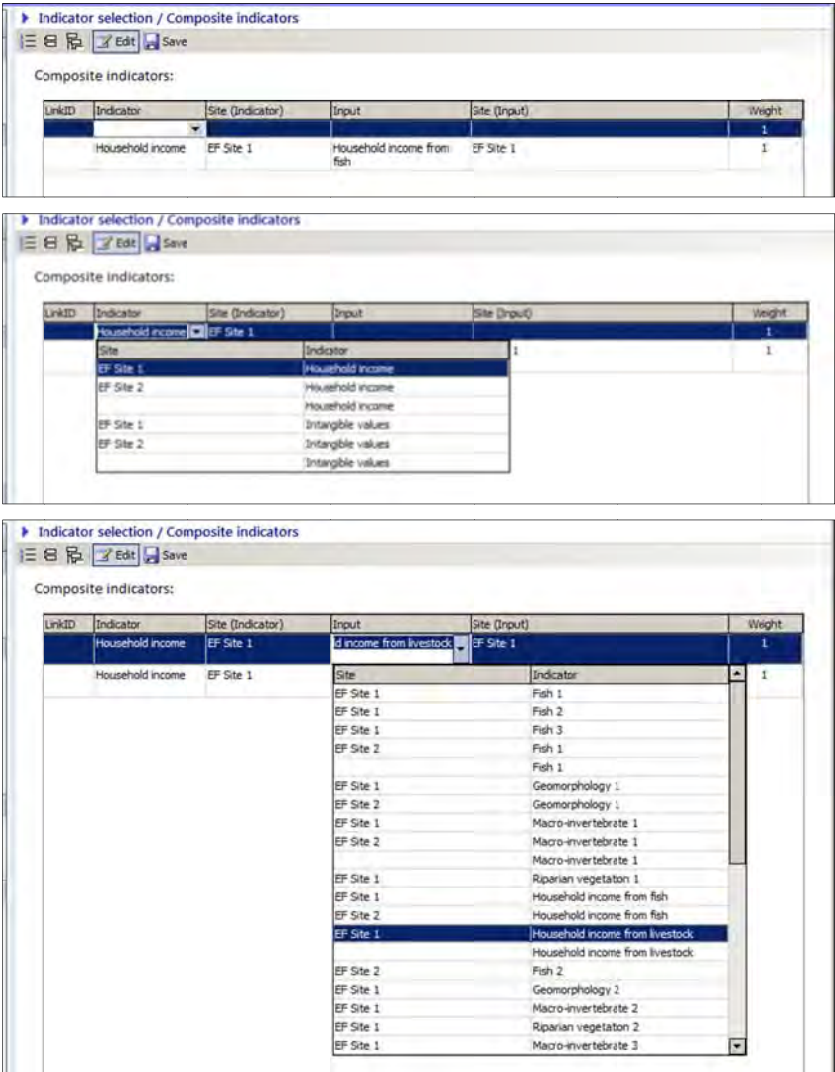 Indicator selection / Composite indicators
Edit Save
Composite indicators:
LinkID Indicator Site (Indicator) Input Site (Input) Weight
1
Household income EF Site 1 Household income from fish EF Site 1 1
Indicator selection / Composite indicators
Edit Save
Composite indicators:
LinkID Indicator Site (Indicator) Input Site (Input) Weight
Household income EF Site 1 1
Site Indicator 1 1
EF Site 1 Household income
EF Site 2 Household income
Household income
EF Site 1 Intangible values
EF Site 2 Intangible values
Intangible values
Indicator selection / Composite indicators
Edit Save
Composite indicators:
LinkID Indicator Site (Indicator) Input Site (Input) Weight
Household income EF Site 1 d income from livestock EF Site 1 1
Household income EF Site 1 Site Indicator 1
EF Site 1 Fish 1
EF Site 1 Fish 2
EF Site 1 Fish 3
EF Site 2 Fish 1
Fish 1
EF Site 1 Geomorphology 1
EF Site 2 Geomorphology 1
EF Site 1 Macro-invertebrate 1
EF Site 2 Macro-invertebrate 1
Macro-invertebrate 1
EF Site 1 Riparian vegetaton 1
EF Site 1 Household income from fish
EF Site 2 Household income from fish
EF Site 1 Household income from livestock
Household income from livestock
EF Site 2 Fish 2
EF Site 1 Geomorphology 2
EF Site 1 Macro-invertebrate 2
EF Site 1 Riparian vegetaton 2
EF Site 1 Macro-invertebrate 3